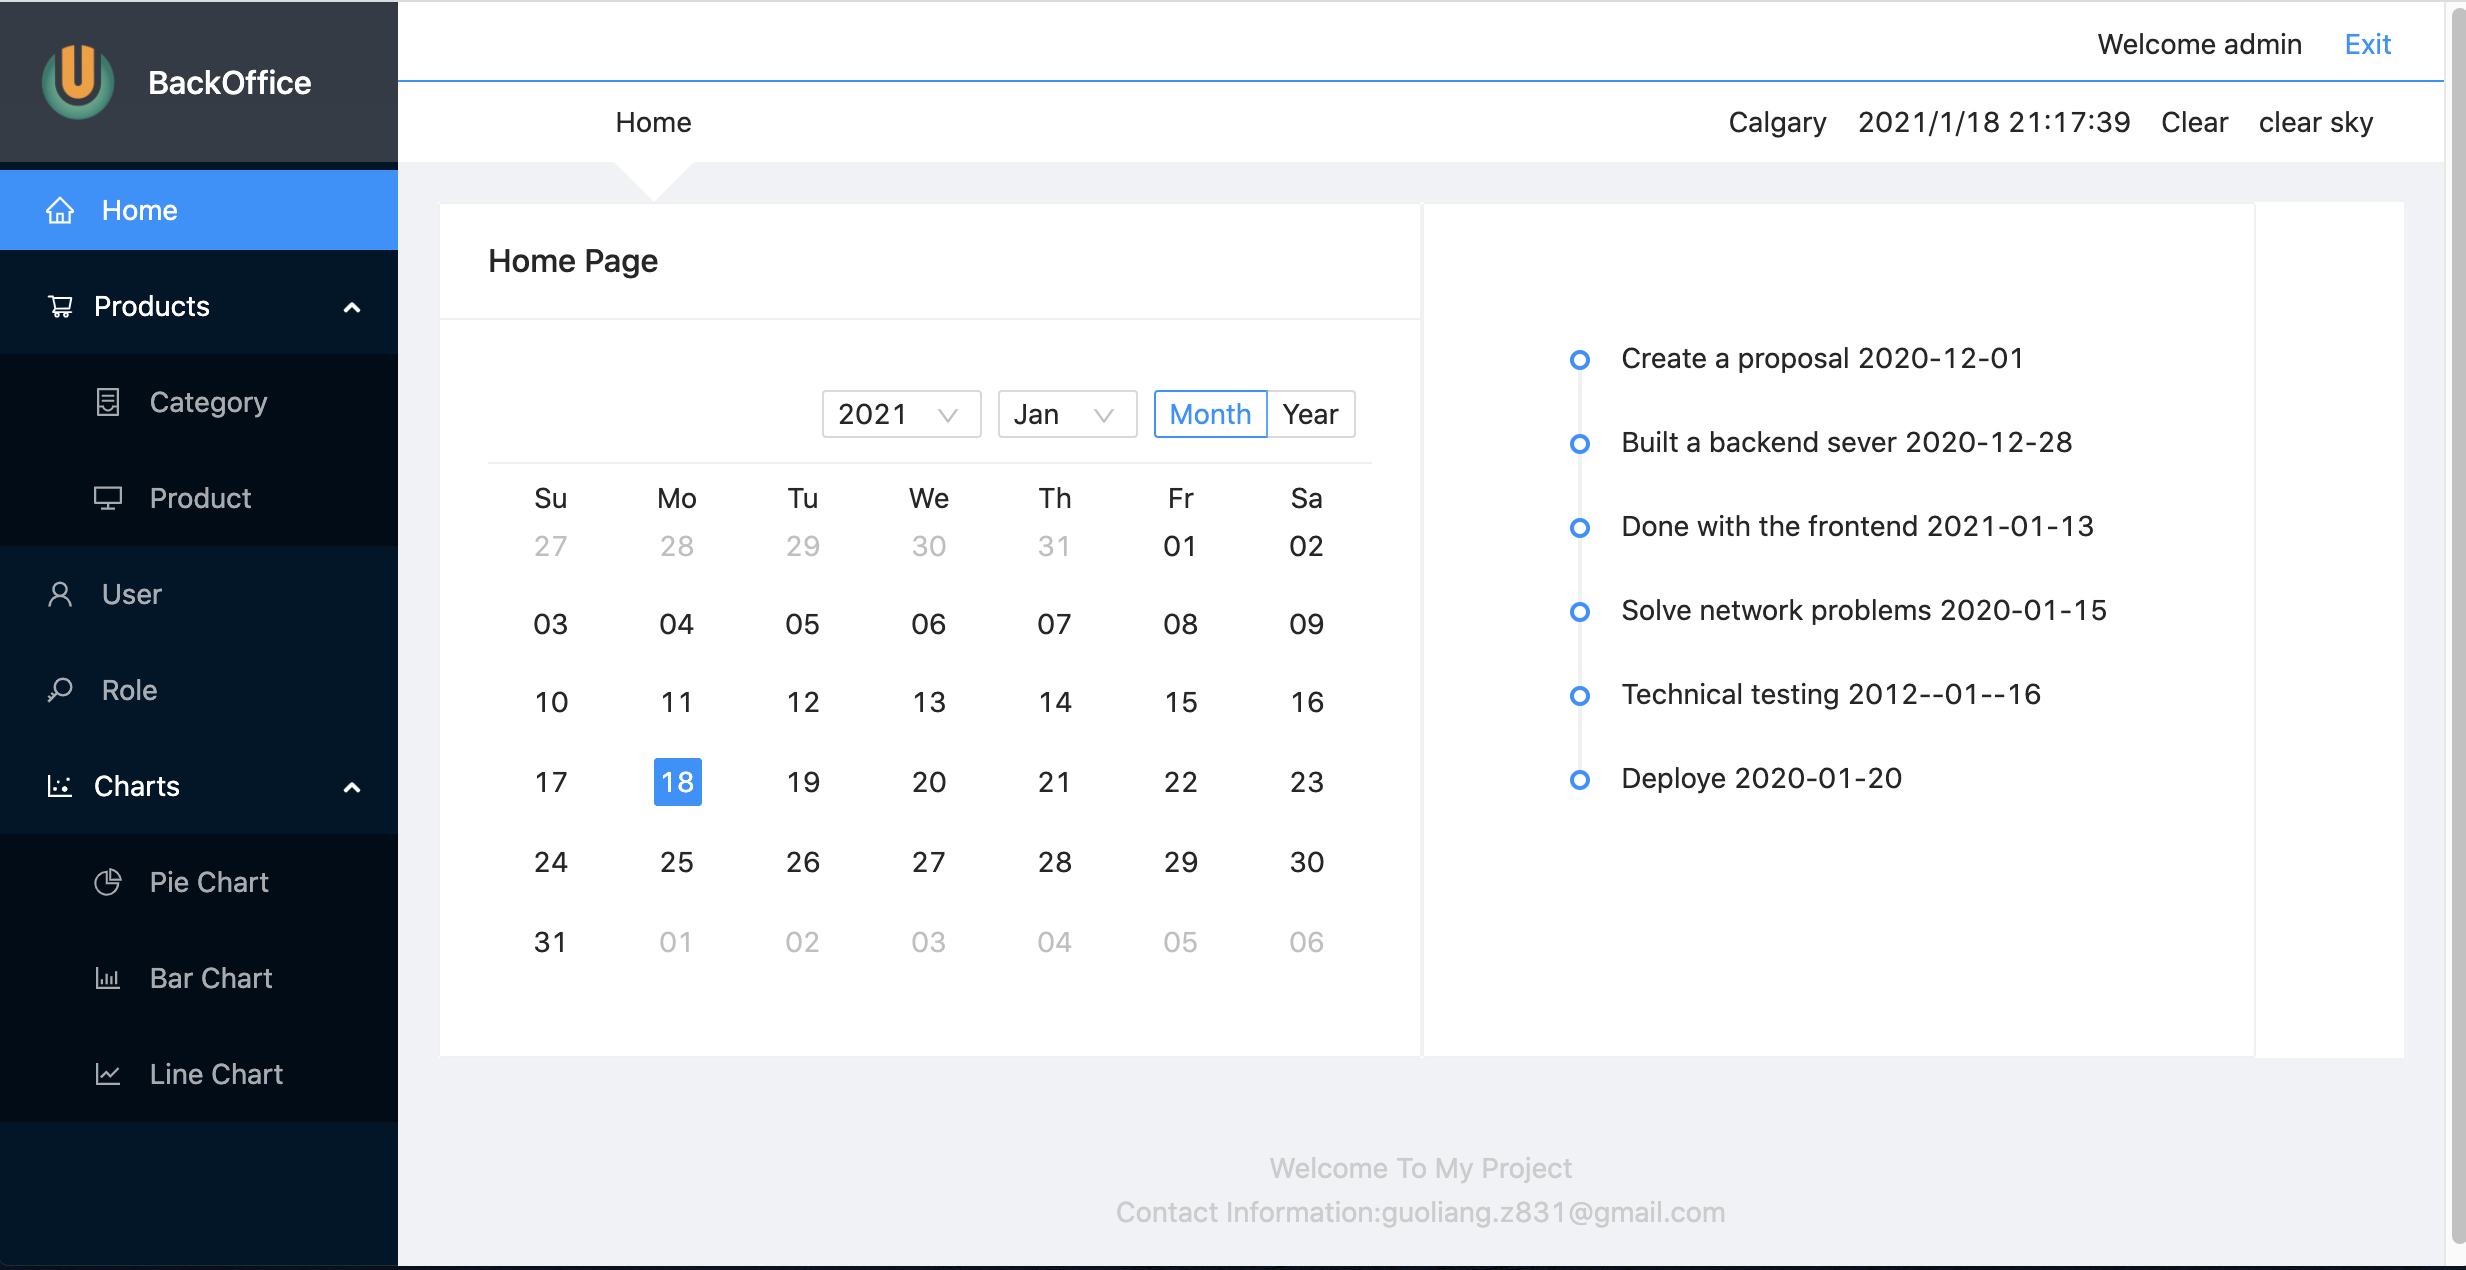 BackOffice
Home
Products
Category
Product
User
Role
Charts
Pie Chart
Bar Chart
Line Chart
Welcome admin Exit
Home
Calgary 2021/1/18 21:17:39 Clear clear sky
Home Page
2021 Jan Month Year
Su Mo Tu We Th Fr Sa
27 28 29 30 31 01 02
03 04 05 06 07 08 09
10 11 12 13 14 15 16
17 18 19 20 21 22 23
24 25 26 27 28 29 30
31 01 02 03 04 05 06
Create a proposal 2020-12-01
Built a backend sever 2020-12-28
Done with the frontend 2021-01-13
Solve network problems 2020-01-15
Technical testing 2012--01--16
Deploye 2020-01-20
Welcome To My Project
Contact Information:guoliang.z831@gmail.com